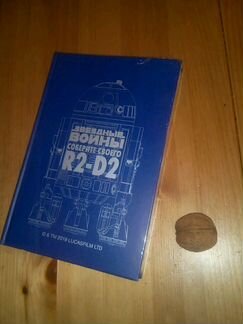 ЗВЕЗДНЫЕ
ВОЙНЫ
СОБЕРИТЕ СВОЕГО
R2-D2
© & TM 2018 LUCASFILM LTD